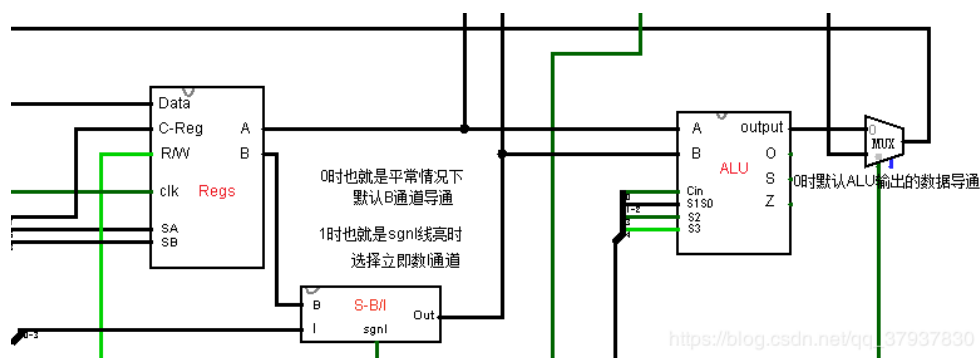 Data
C-Reg
A
R/W
B
clk
Regs
SA
SB
0时也就是平常情况下
默认B通道导通
1时也就是sgnl线亮时
选择立即数I通道
B
S-B/I
Out
I
sgnl
0-3
A
output
B
ALU
O
S
Z
Cin
S1S0
S2
S3
1-2
0
MUX
0时默认ALU输出的数据导通
https://blog.csdn.net/qq_37937830